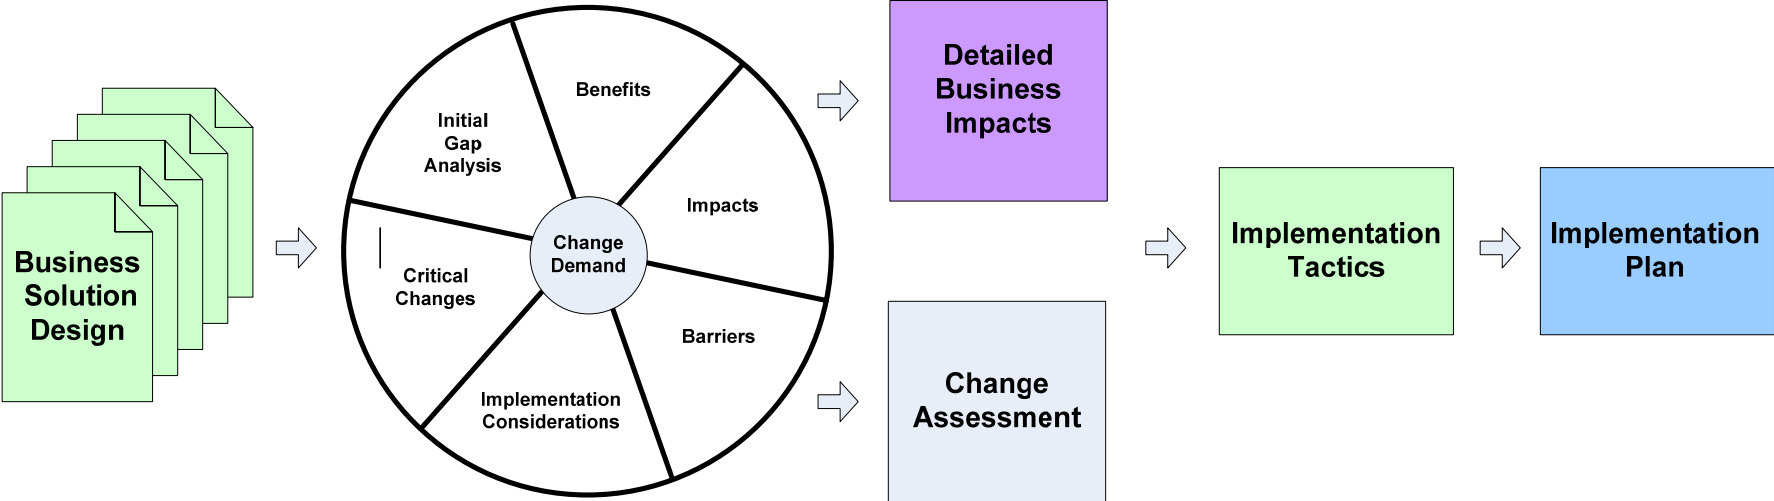 Business
Solution
Design
Initial
Gap
Analysis
Benefits
Impacts
Change
Demand
Critical
Changes
Barriers
Implementation
Considerations
Detailed
Business
Impacts
Change
Assessment
Implementation
Tactics
Implementation
Plan